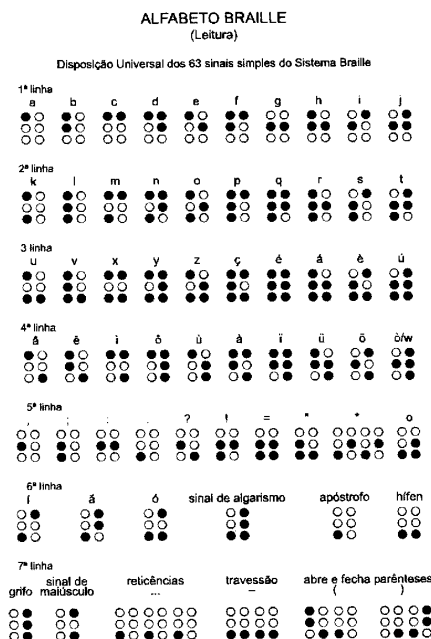 ALFABETO BRAILLE
(Leitura)
Disposição Universal dos 63 sinais simples do Sistema Braille
1ª linha
a b c d e f g h i j
2ª linha
k l m n o p q r s t
3 linha
u v x y z ç é á è ú
4ª linha
â ê ì ô ù à ï ü õ ò/w
5ª linha
, ; : . ? ! = " * o
6ª linha
í ã ó sinal de algarismo apóstrofo hífen
7ª linha
grifo sinal de maiúsculo reticências travessão abre e fecha parênteses
... – ( )